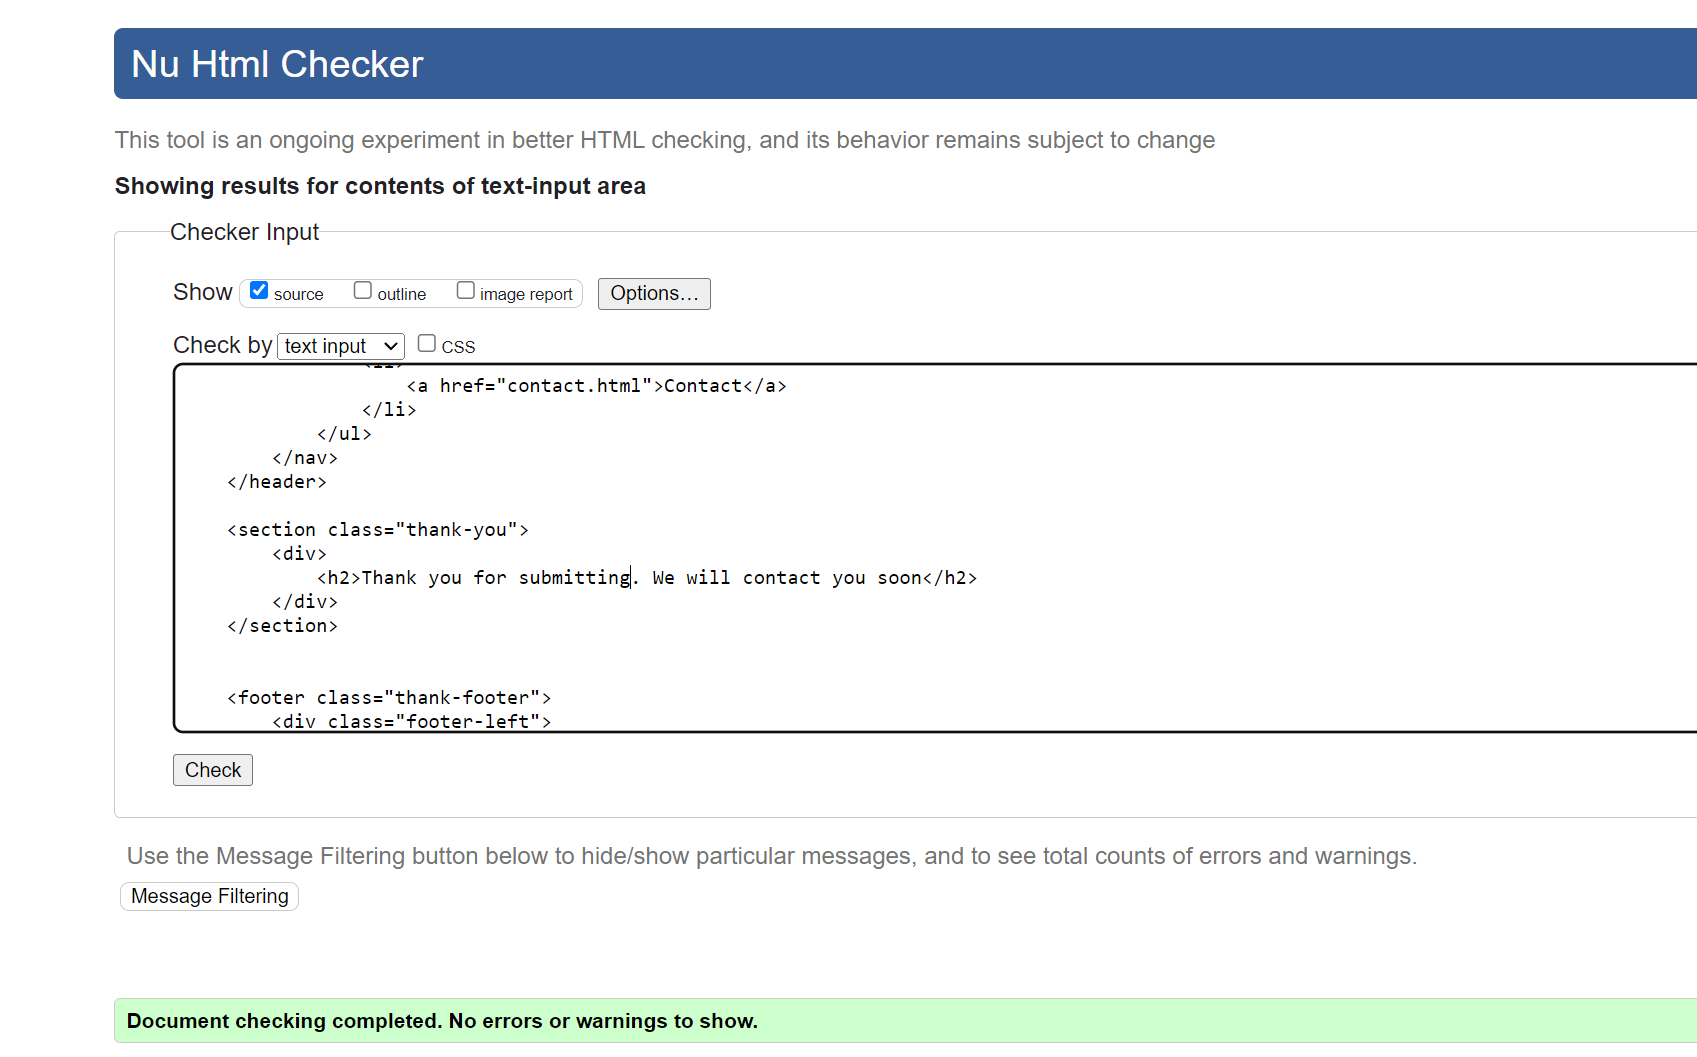 Nu Html Checker
This tool is an ongoing experiment in better HTML checking, and its behavior remains subject to change
Showing results for contents of text-input area
Checker Input
Show source outline image report Options...
Check by text input CSS
<a href="contact.html">Contact</a>
</li>
</ul>
</nav>
</header>
<section class="thank-you">
<div>
<h2>Thank you for submitting. We will contact you soon</h2>
</div>
</section>
<footer class="thank-footer">
<div class="footer-left">
Check
Use the Message Filtering button below to hide/show particular messages, and to see total counts of errors and warnings.
Message Filtering
Document checking completed. No errors or warnings to show.